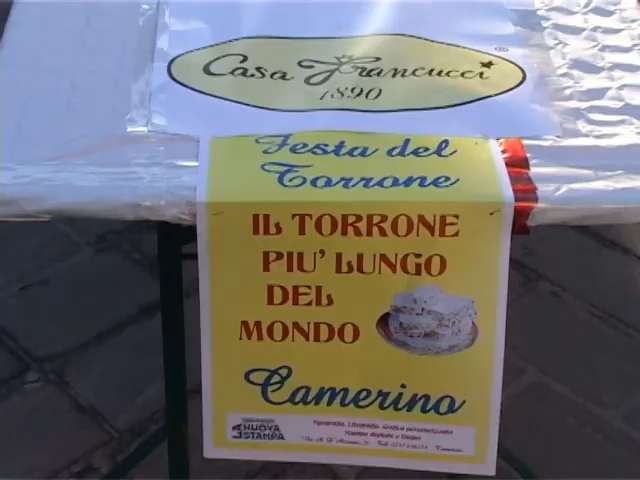 Casa Francucci ®
1890
Festa del
Torrone
IL TORRONE
PIU' LUNGO
DEL
MONDO
Camerino
NUOVA
STAMPA